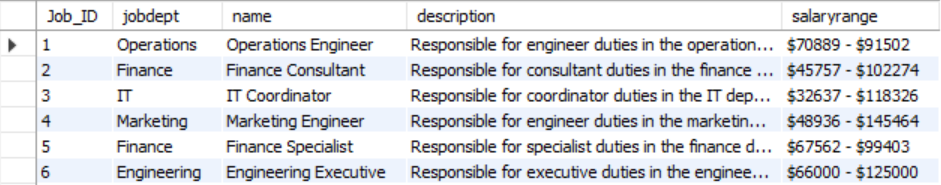 Job_ID jobdept name description salaryrange
1 Operations Operations Engineer Responsible for engineer duties in the operation... $70889 - $91502
2 Finance Finance Consultant Responsible for consultant duties in the finance ... $45757 - $102274
3 IT IT Coordinator Responsible for coordinator duties in the IT dep... $32637 - $118326
4 Marketing Marketing Engineer Responsible for engineer duties in the marketin... $48936 - $145464
5 Finance Finance Specialist Responsible for specialist duties in the finance d... $67562 - $99403
6 Engineering Engineering Executive Responsible for executive duties in the enginee... $66000 - $125000